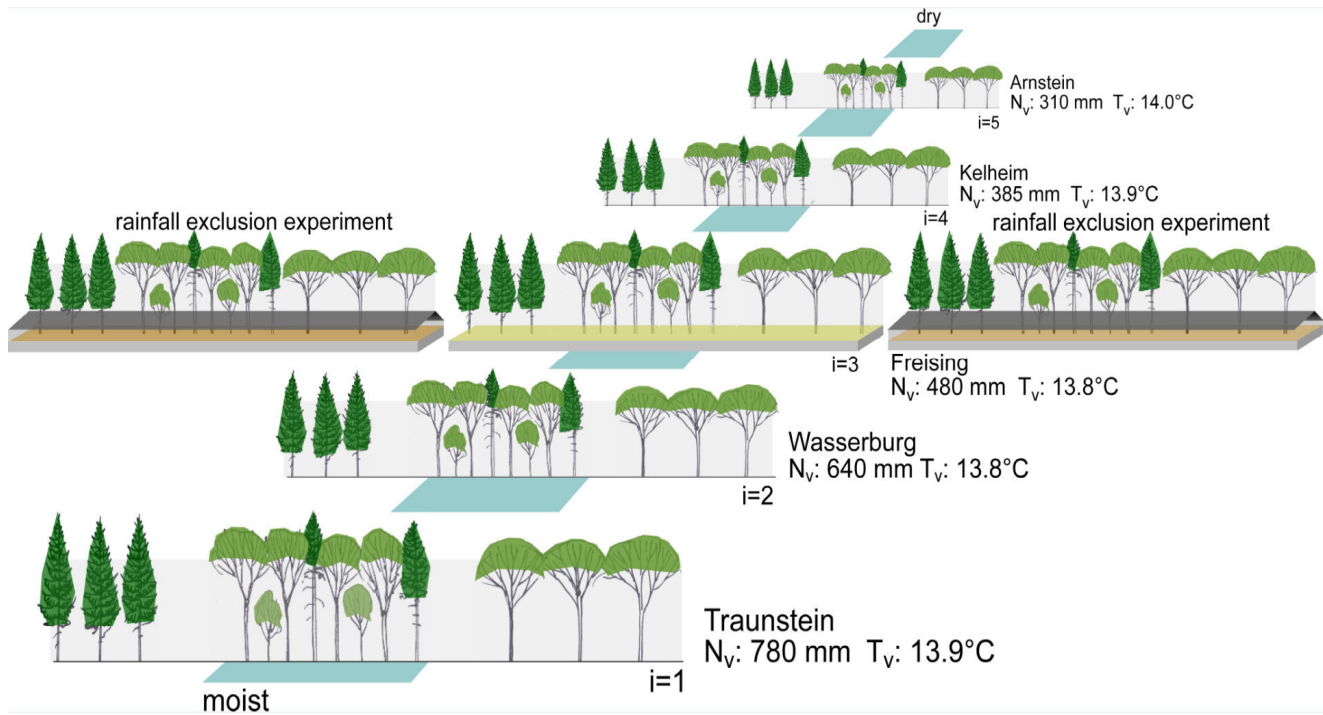 dry
Arnstein
Nv: 310 mm Tv: 14.0°C
i=5
Kelheim
Nv: 385 mm Tv: 13.9°C
i=4
rainfall exclusion experiment
rainfall exclusion experiment
i=3
Freising
Nv: 480 mm Tv: 13.8°C
Wasserburg
Nv: 640 mm Tv: 13.8°C
i=2
Traunstein
Nv: 780 mm Tv: 13.9°C
i=1
moist